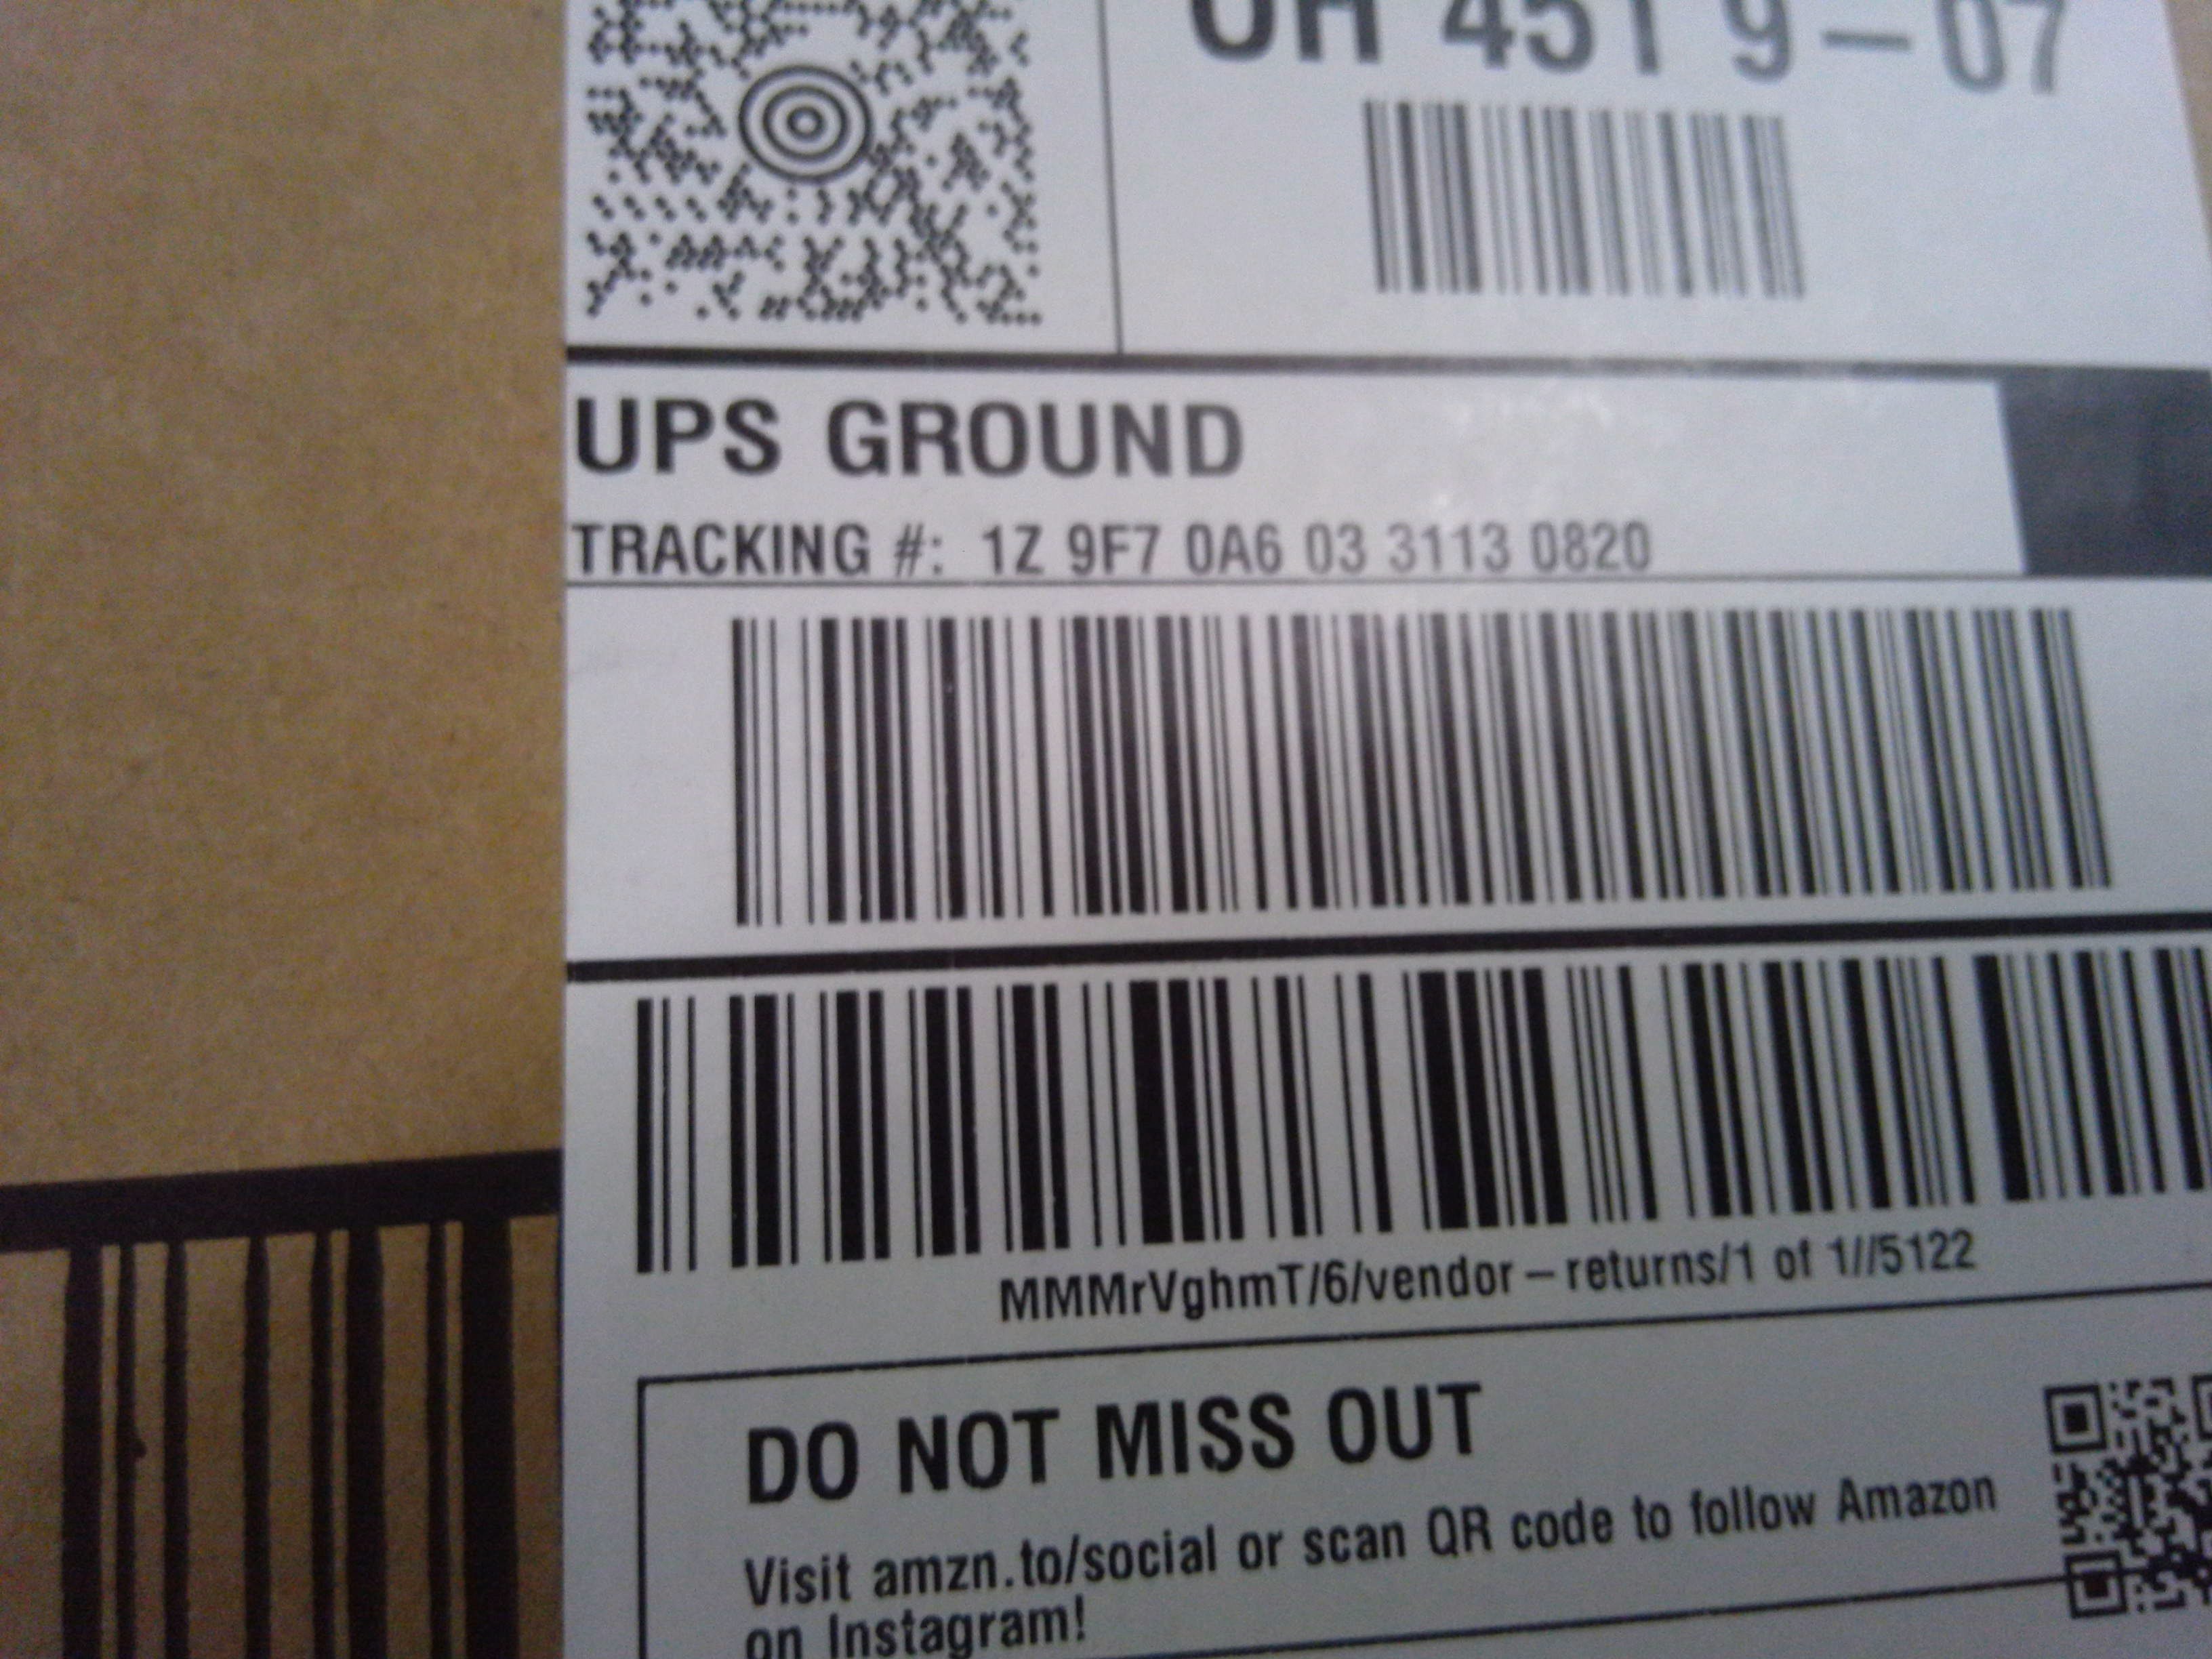 OH 451 9-07
UPS GROUND
TRACKING #: 1Z 9F7 0A6 03 3113 0820
MMMrVghmT/6/vendor-returns/1 of 1//5122
DO NOT MISS OUT
Visit amzn.to/social or scan QR code to follow Amazon
on Instagram!